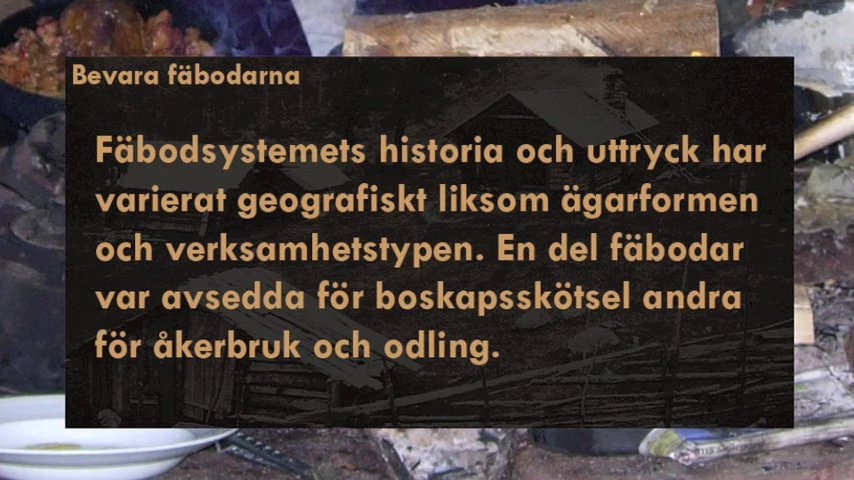 Bevara fäbodarna
Fäbodsystemets historia och uttryck har
varierat geografiskt liksom ägarformen
och verksamhetstypen. En del fäbodar
var avsedda för boskapsskötsel andra
för åkerbruk och odling.